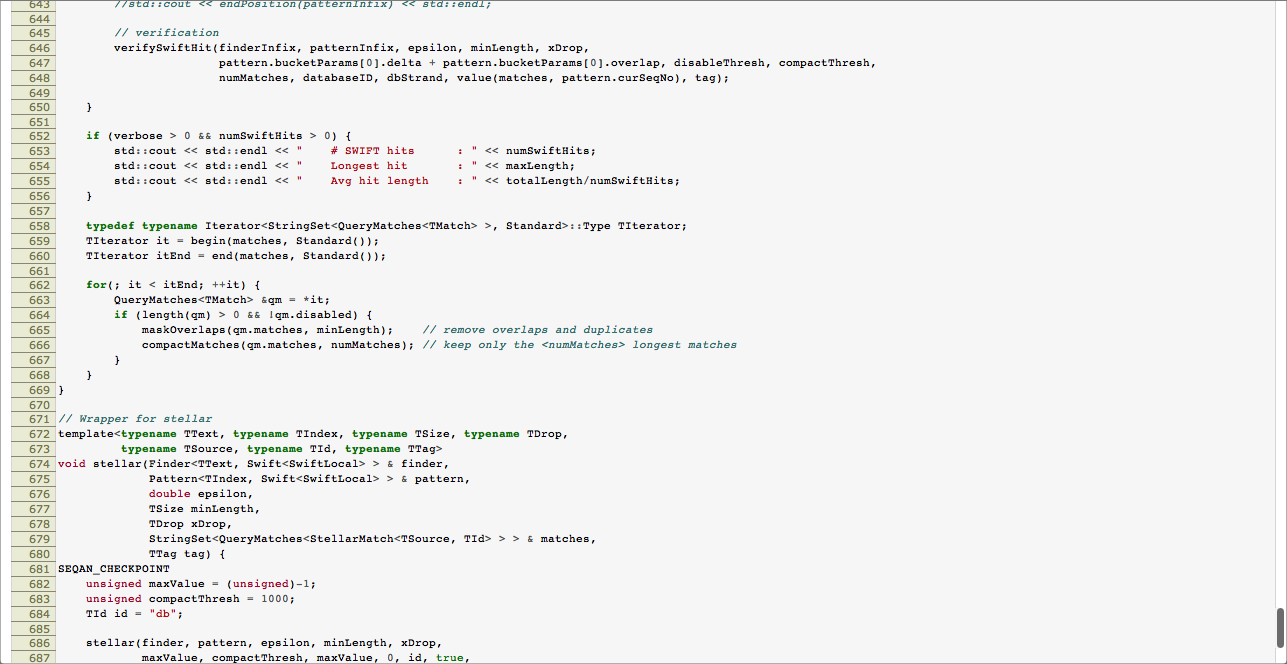 643 //std::cout << endPosition(patternInfix) << std::endl;
644
645 // verification
646 verifySwiftHit(finderInfix, patternInfix, epsilon, minLength, xDrop,
647 pattern.bucketParams[0].delta + pattern.bucketParams[0].overlap, disableThresh, compactThresh,
648 numMatches, databaseID, dbStrand, value(matches, pattern.curSeqNo), tag);
649
650 }
651
652 if (verbose > 0 && numSwiftHits > 0) {
653 std::cout << std::endl << "    # SWIFT hits      : " << numSwiftHits;
654 std::cout << std::endl << "    Longest hit       : " << maxLength;
655 std::cout << std::endl << "    Avg hit length    : " << totalLength/numSwiftHits;
656 }
657
658 typedef typename Iterator<StringSet<QueryMatches<TMatch> >, Standard>::Type TIterator;
659 TIterator it = begin(matches, Standard());
660 TIterator itEnd = end(matches, Standard());
661
662 for(; it < itEnd; ++it) {
663 QueryMatches<TMatch> &qm = *it;
664 if (length(qm) > 0 && !qm.disabled) {
665 maskOverlaps(qm.matches, minLength);    // remove overlaps and duplicates
666 compactMatches(qm.matches, numMatches); // keep only the <numMatches> longest matches
667 }
668 }
669 }
670
671 // Wrapper for stellar
672 template<typename TText, typename TIndex, typename TSize, typename TDrop,
673 typename TSource, typename TId, typename TTag>
674 void stellar(Finder<TText, Swift<SwiftLocal> > & finder,
675 Pattern<TIndex, Swift<SwiftLocal> > & pattern,
676 double epsilon,
677 TSize minLength,
678 TDrop xDrop,
679 StringSet<QueryMatches<StellarMatch<TSource, TId> > > & matches,
680 TTag tag) {
681 SEQAN_CHECKPOINT
682 unsigned maxValue = (unsigned)-1;
683 unsigned compactThresh = 1000;
684 TId id = "db";
685
686 stellar(finder, pattern, epsilon, minLength, xDrop,
687 maxValue, compactThresh, maxValue, 0, id, true,